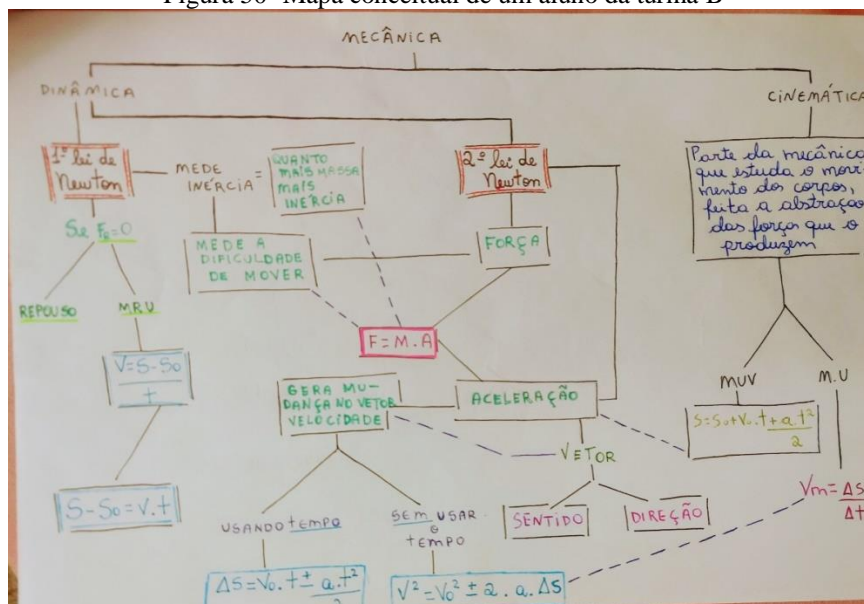 Figura 30- Mapa conceitual de um aluno da turma B
MECÂNICA
DINÂMICA
CINEMÁTICA
1ª lei de
Newton
MEDE
INÉRCIA =
QUANTO
MAIS MASSA
MAIS
INÉRCIA
2ª lei de
Newton
Parte da mecânica
que estuda o movi-
mento dos corpos,
feita a abstração
das forças que o
produzem
Se FR=0
MEDE A
DIFICULDADE
DE MOVER
FORÇA
REPOUSO
MRU
F=M.A
V=S-So
t
GERA MU-
DANÇA NO VETOR
VELOCIDADE
ACELERAÇÃO
MUV
M.U
S=So+Vo.t+a.t²
2
VETOR
S-So=V.t
USANDO tEMPO
SEM USAR
O
tEMPO
SENTIDO
DIREÇÃO
Vm=ΔS
Δt
ΔS=Vo.t±a.t²
2
V²=Vo²±2.a.ΔS